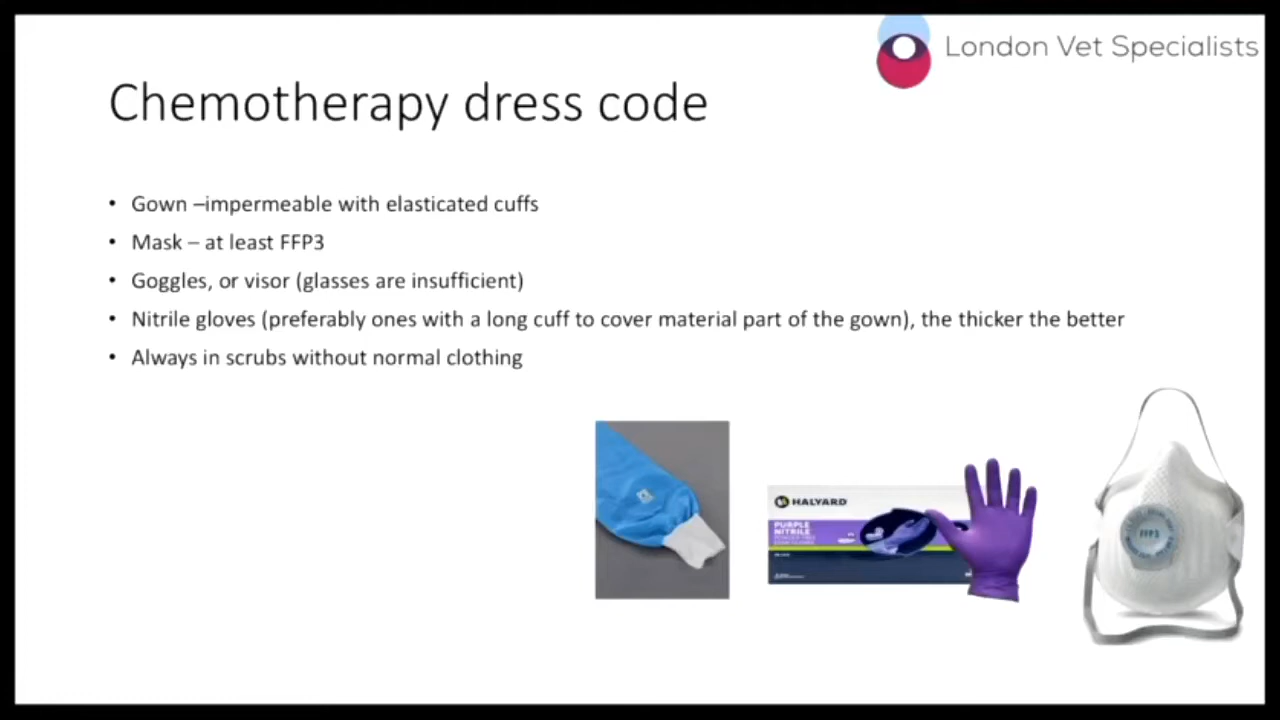 London Vet Specialists
Chemotherapy dress code
• Gown –impermeable with elasticated cuffs
• Mask – at least FFP3
• Goggles, or visor (glasses are insufficient)
• Nitrile gloves (preferably ones with a long cuff to cover material part of the gown), the thicker the better
• Always in scrubs without normal clothing
HALYARD
PURPLE
NITRILE
FFP3